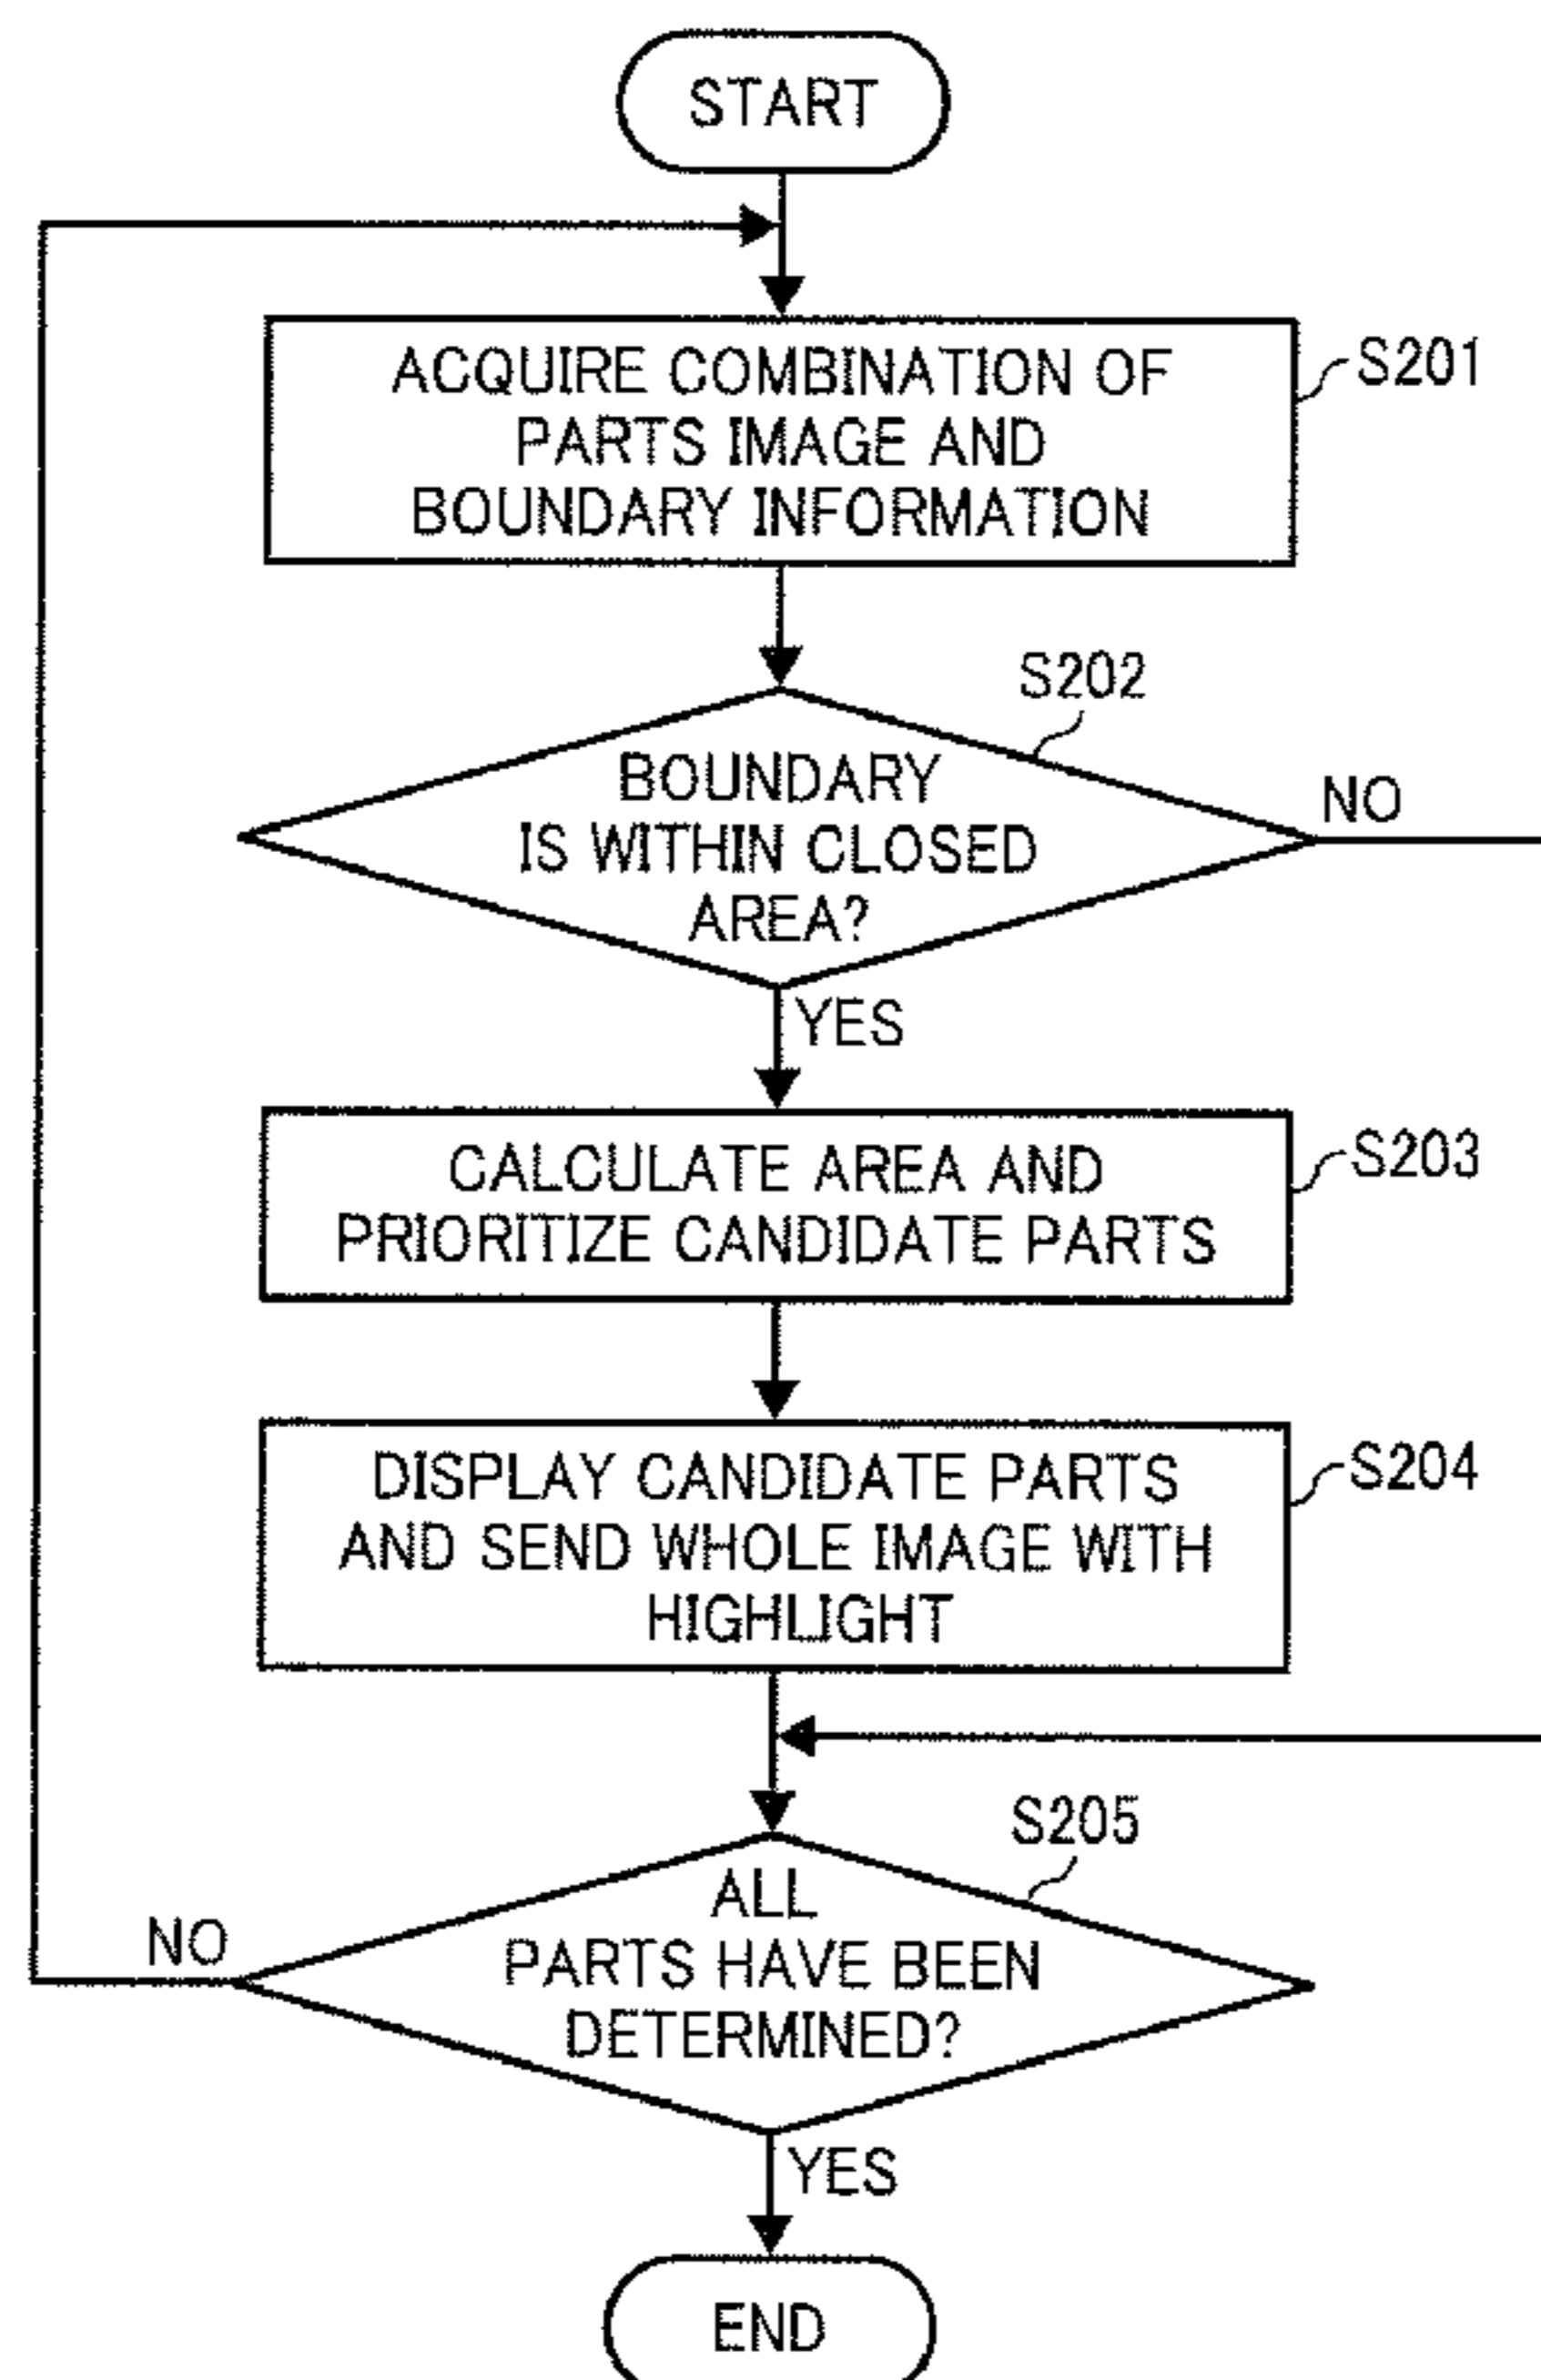 START
ACQUIRE COMBINATION OF
PARTS IMAGE AND
BOUNDARY INFORMATION
S201
S202
BOUNDARY
IS WITHIN CLOSED
AREA?
NO
YES
CALCULATE AREA AND
PRIORITIZE CANDIDATE PARTS
S203
DISPLAY CANDIDATE PARTS
AND SEND WHOLE IMAGE WITH
HIGHLIGHT
S204
S205
ALL
PARTS HAVE BEEN
DETERMINED?
NO
YES
END